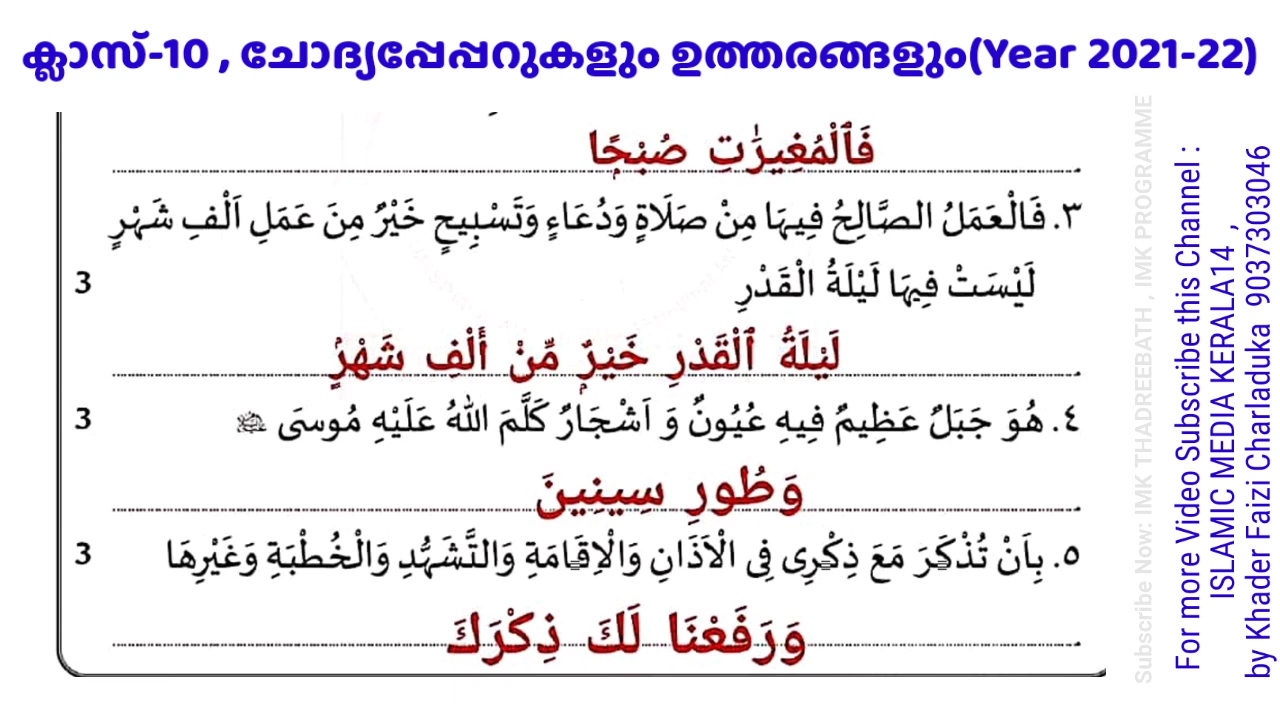 ക്ലാസ്-10 , ചോദ്യപ്പേപ്പറുകളും ഉത്തരങ്ങളും(Year 2021-22)
فَٱلْمُغِيرَٰتِ صُبْحًا
٣. فَالْعَمَلُ الصَّالِحُ فِيهَا مِنْ صَلَاةٍ وَدُعَاءٍ وَتَسْبِيحٍ خَيْرٌ مِنَ عَمَلِ اَلْفِ شَهْرٍ
لَيْسَتْ فِيهَا لَيْلَةُ الْقَدْرِ 3
لَيْلَةُ ٱلْقَدْرِ خَيْرٌ مِّنْ أَلْفِ شَهْرٍ
٤. هُوَ جَبَلٌ عَظِيمٌ فِيهِ عُيُونٌ وَ اَشْجَارٌ كَلَّمَ اللهُ عَلَيْهِ مُوسَى 3
وَطُورِ سِينِينَ
٥. بِاَنْ تُذْكَرَ مَعَ ذِكْرِى فِى الْاَذَانِ وَالْاِقَامَةِ وَالتَّشَهُّدِ وَالْخُطْبَةِ وَغَيْرِهَا 3
وَرَفَعْنَا لَكَ ذِكْرَكَ
Subscribe Now: IMK THADREEBATH , IMK PROGRAMME
For more Video Subscribe this Channel :
ISLAMIC MEDIA KERALA14 ,
by Khader Faizi Charladuka 9037303046